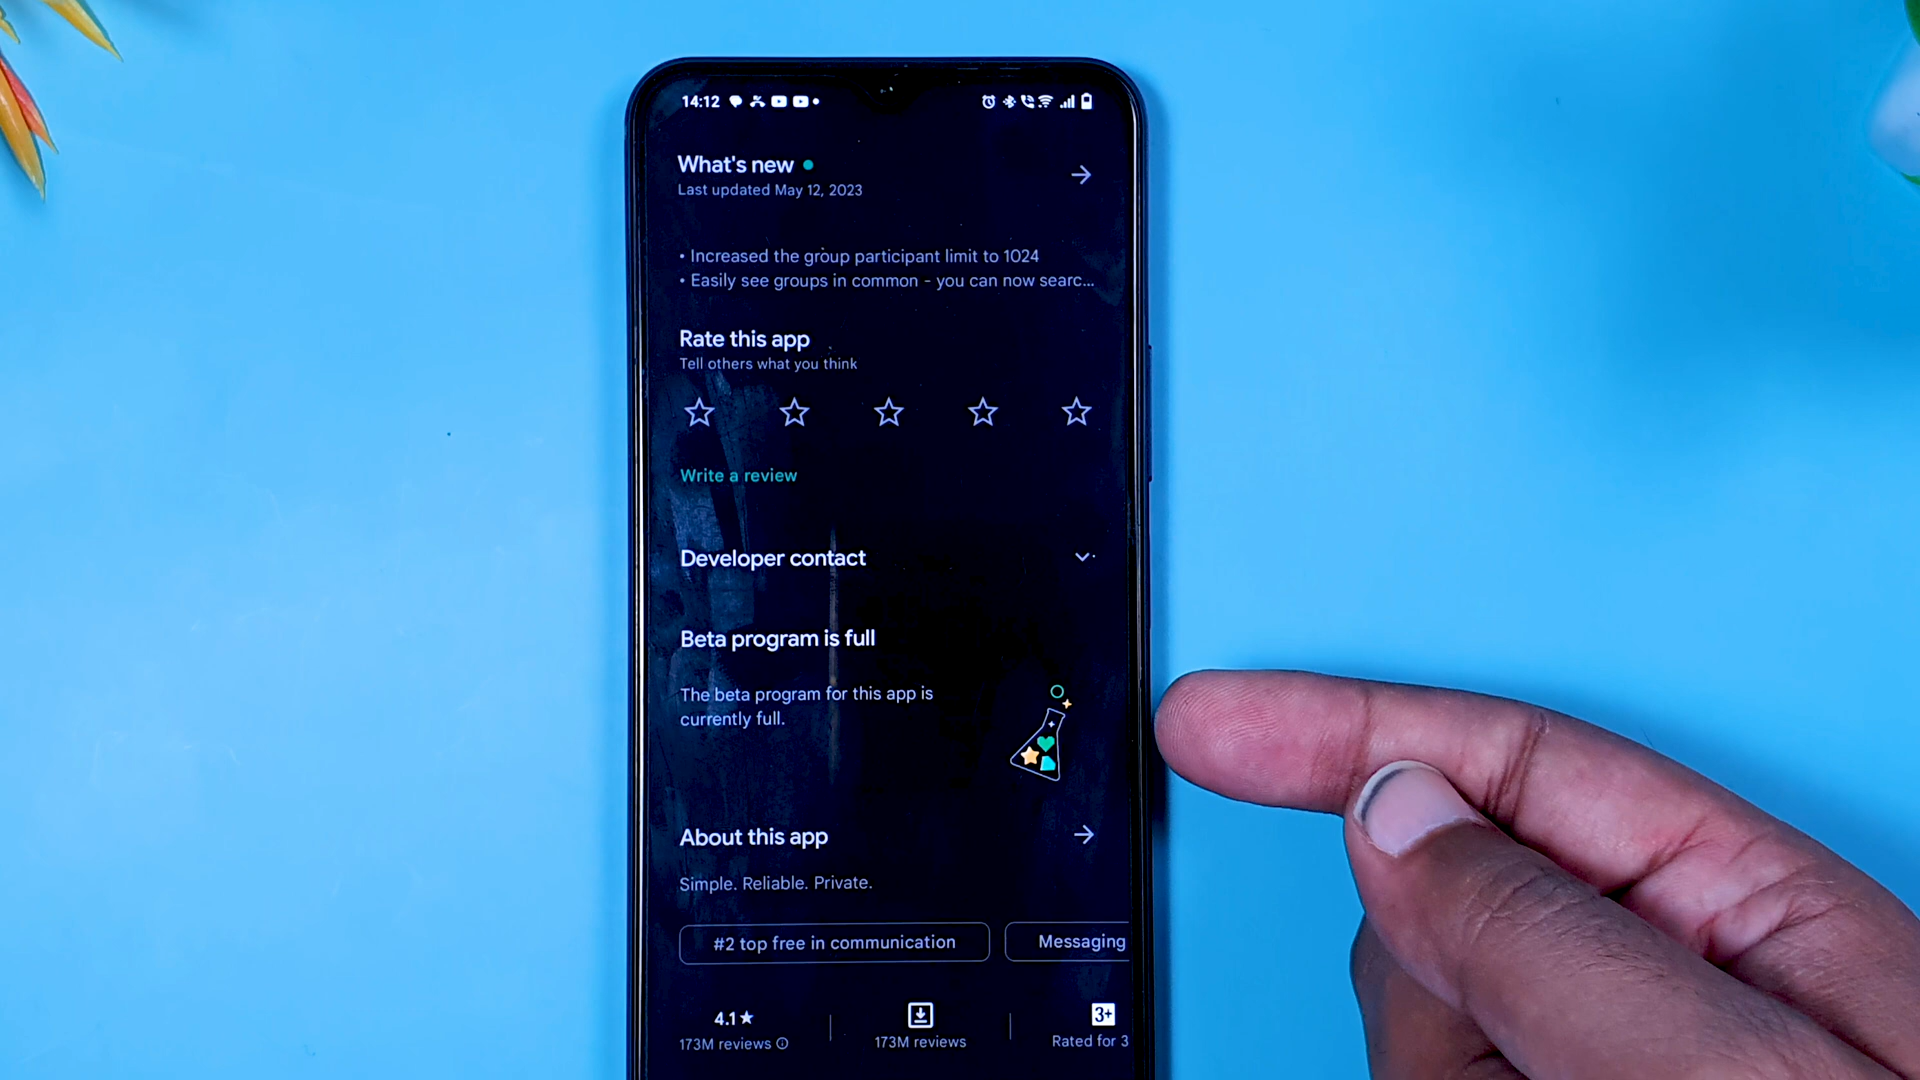 14:12
What's new
Last updated May 12, 2023
• Increased the group participant limit to 1024
• Easily see groups in common - you can now searc...
Rate this app
Tell others what you think
Write a review
Developer contact
Beta program is full
The beta program for this app is
currently full.
About this app
Simple. Reliable. Private.
#2 top free in communication
Messaging
4.1★
3+
173M reviews
173M reviews
Rated for 3